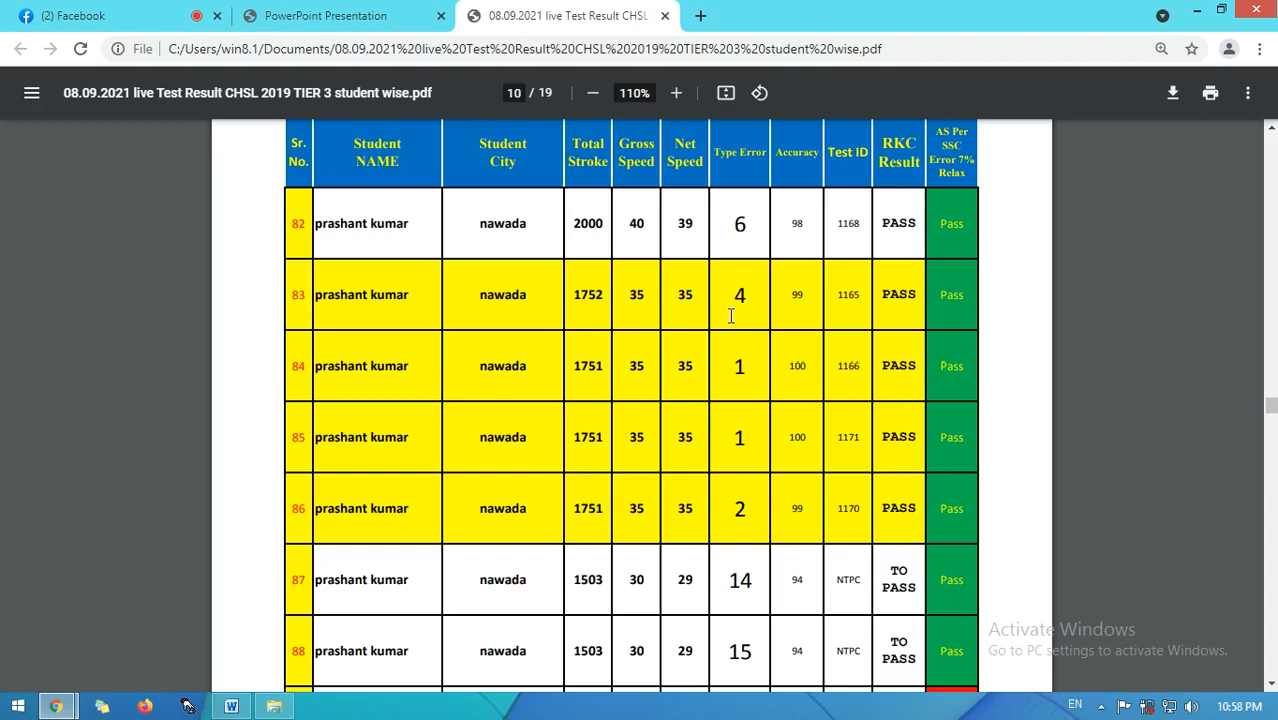 (2) Facebook
PowerPoint Presentation
08.09.2021 live Test Result CHSL
File C:/Users/win8.1/Documents/08.09.2021%20live%20Test%20Result%20CHSL%202019%20TIER%203%20student%20wise.pdf
08.09.2021 live Test Result CHSL 2019 TIER 3 student wise.pdf 10 / 19 110%
Sr. No. Student NAME Student City Total Stroke Gross Speed Net Speed Type Error Accuracy Test ID RKC Result AS Per SSC Error 7% Relax
82 prashant kumar nawada 2000 40 39 6 98 1168 PASS Pass
83 prashant kumar nawada 1752 35 35 4 99 1165 PASS Pass
84 prashant kumar nawada 1751 35 35 1 100 1166 PASS Pass
85 prashant kumar nawada 1751 35 35 1 100 1171 PASS Pass
86 prashant kumar nawada 1751 35 35 2 99 1170 PASS Pass
87 prashant kumar nawada 1503 30 29 14 94 NTPC TO PASS Pass
88 prashant kumar nawada 1503 30 29 15 94 NTPC TO PASS Pass
Activate Windows
Go to PC settings to activate Windows.
EN 10:58 PM